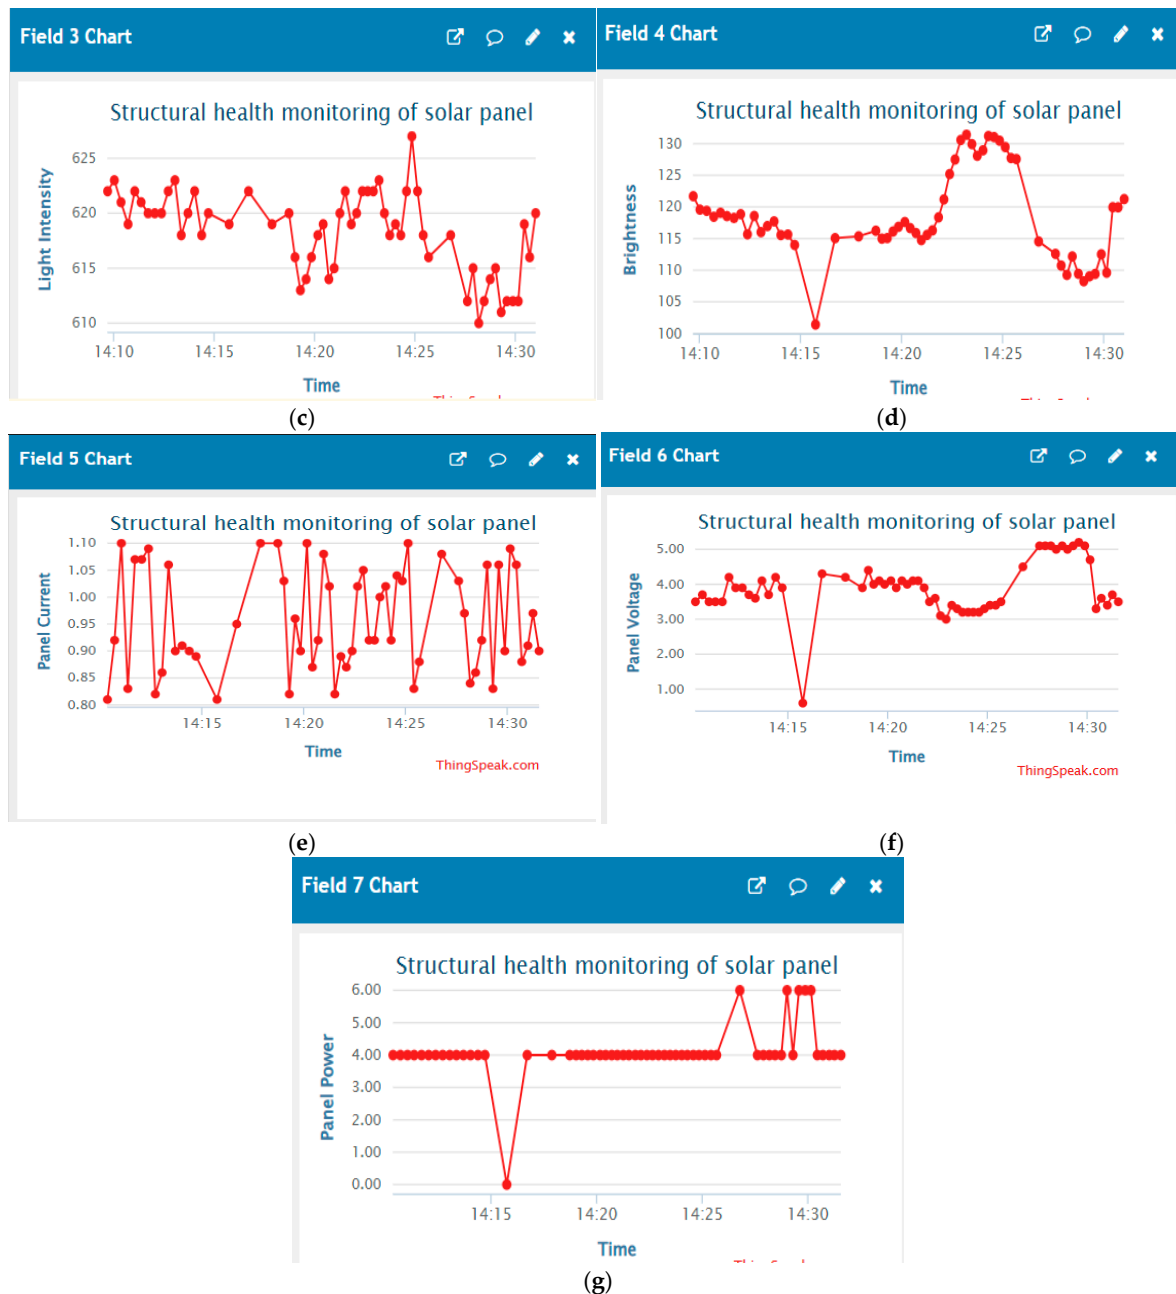 Field 3 Chart
Structural health monitoring of solar panel
Light Intensity
625
620
615
610
14:10 14:15 14:20 14:25 14:30
Time
(c)
Field 4 Chart
Structural health monitoring of solar panel
Brightness
130
125
120
115
110
105
100
14:10 14:15 14:20 14:25 14:30
Time
(d)
Field 5 Chart
Structural health monitoring of solar panel
Panel Current
1.10
1.05
1.00
0.95
0.90
0.85
0.80
14:15 14:20 14:25 14:30
Time
ThingSpeak.com
(e)
Field 6 Chart
Structural health monitoring of solar panel
Panel Voltage
5.00
4.00
3.00
2.00
1.00
14:15 14:20 14:25 14:30
Time
ThingSpeak.com
(f)
Field 7 Chart
Structural health monitoring of solar panel
Panel Power
6.00
5.00
4.00
3.00
2.00
1.00
0.00
14:15 14:20 14:25 14:30
Time
(g)